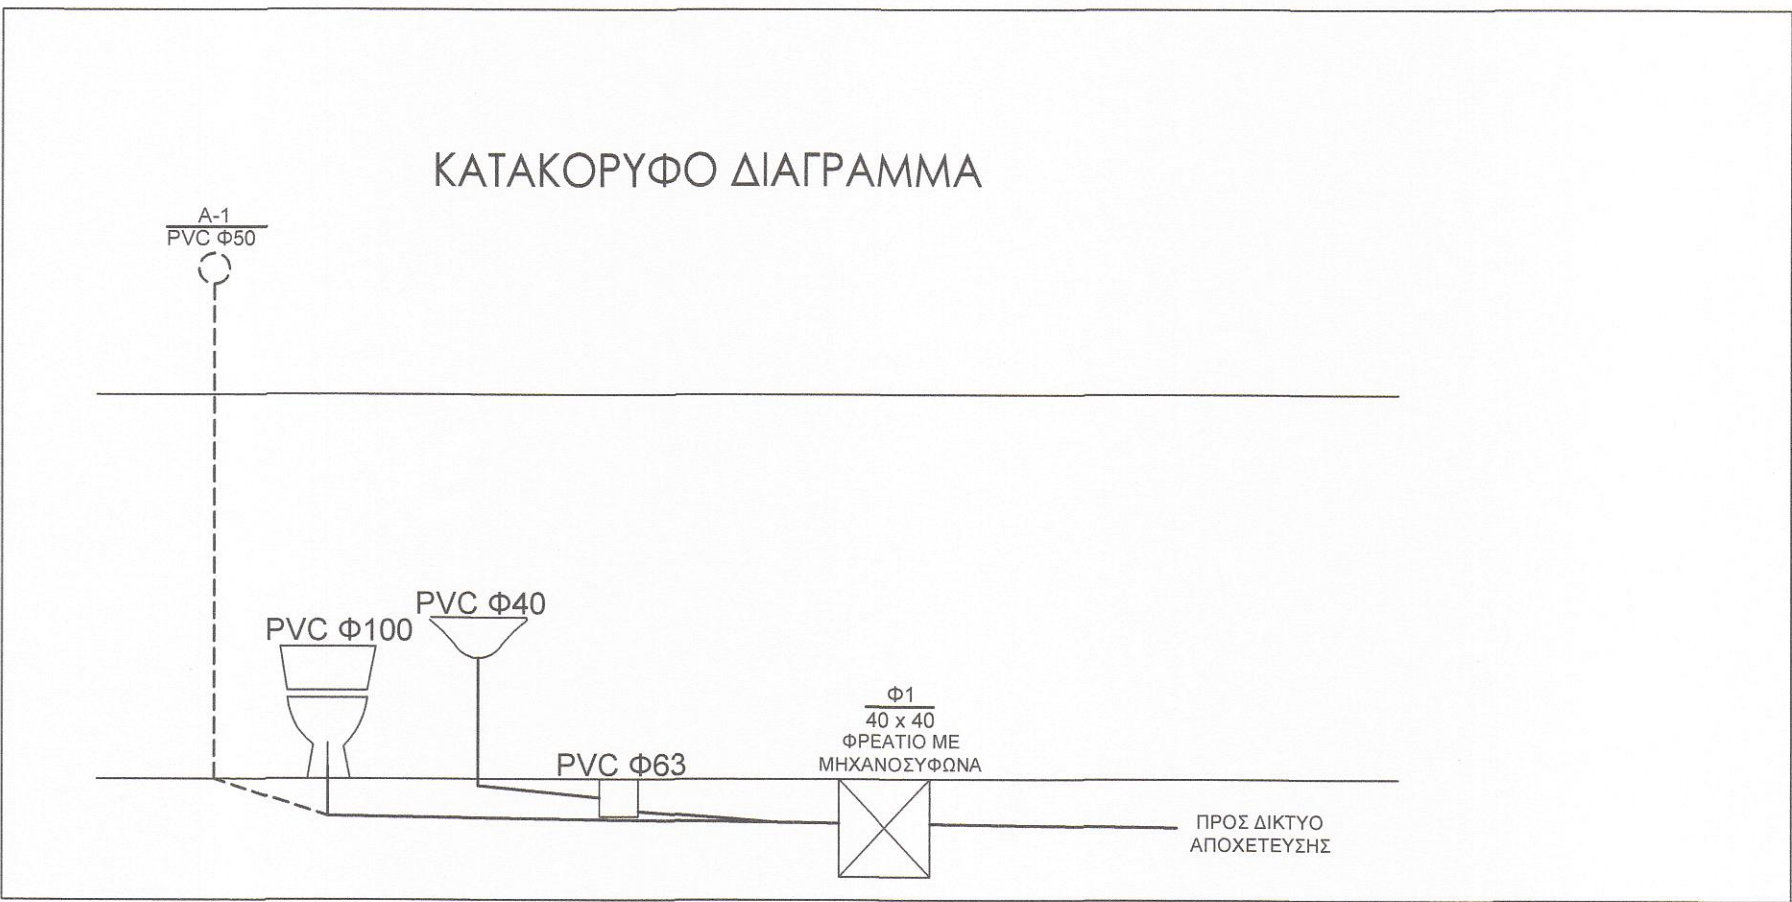 ΚΑΤΑΚΟΡΥΦΟ ΔΙΑΓΡΑΜΜΑ
Α-1
PVC Φ50
PVC Φ40
PVC Φ100
Φ1
40 x 40
ΦΡΕΑΤΙΟ ΜΕ
ΜΗΧΑΝΟΣΥΦΩΝΑ
PVC Φ63
ΠΡΟΣ ΔΙΚΤΥΟ
ΑΠΟΧΕΤΕΥΣΗΣ